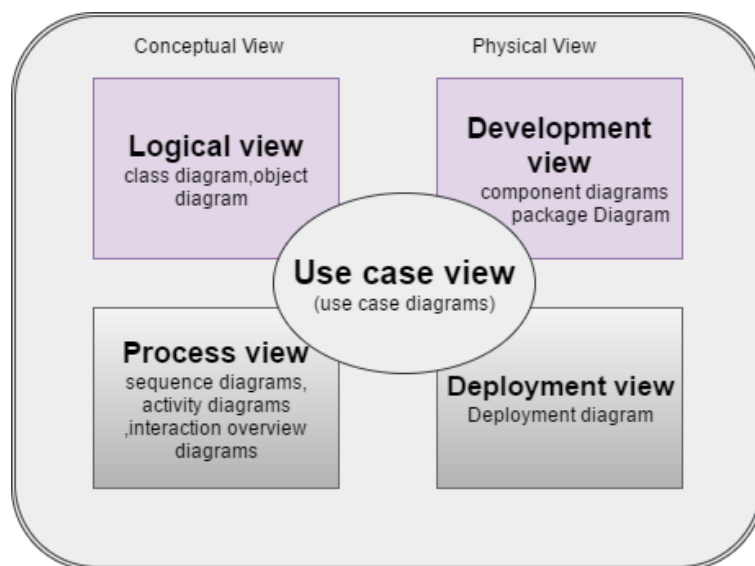 Conceptual View
Physical View
Logical view
class diagram,object
diagram
Development
view
component diagrams
package Diagram
Use case view
(use case diagrams)
Process view
sequence diagrams,
activity diagrams
,interaction overview
diagrams
Deployment view
Deployment diagram